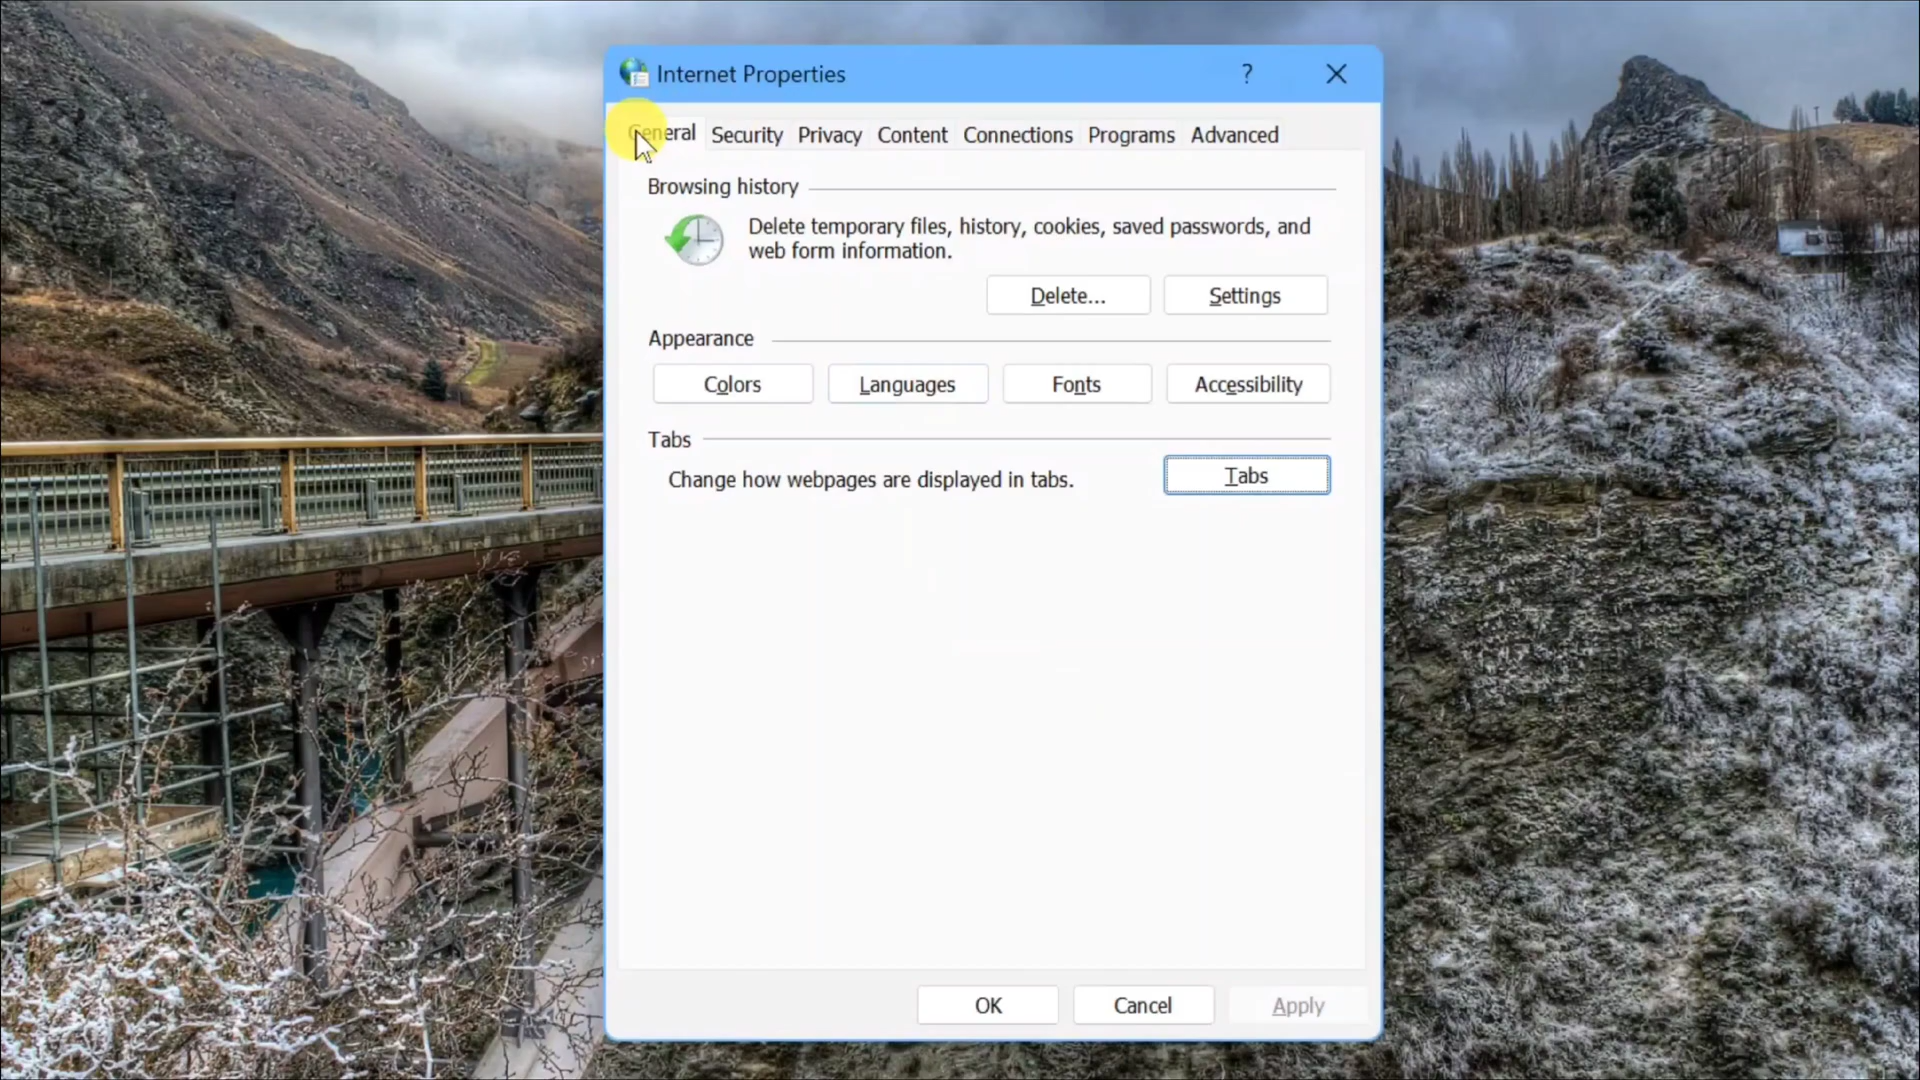 Internet Properties
?
General Security Privacy Content Connections Programs Advanced
Browsing history
Delete temporary files, history, cookies, saved passwords, and
web form information.
Delete... Settings
Appearance
Colors Languages Fonts Accessibility
Tabs
Change how webpages are displayed in tabs. Tabs
OK Cancel Apply